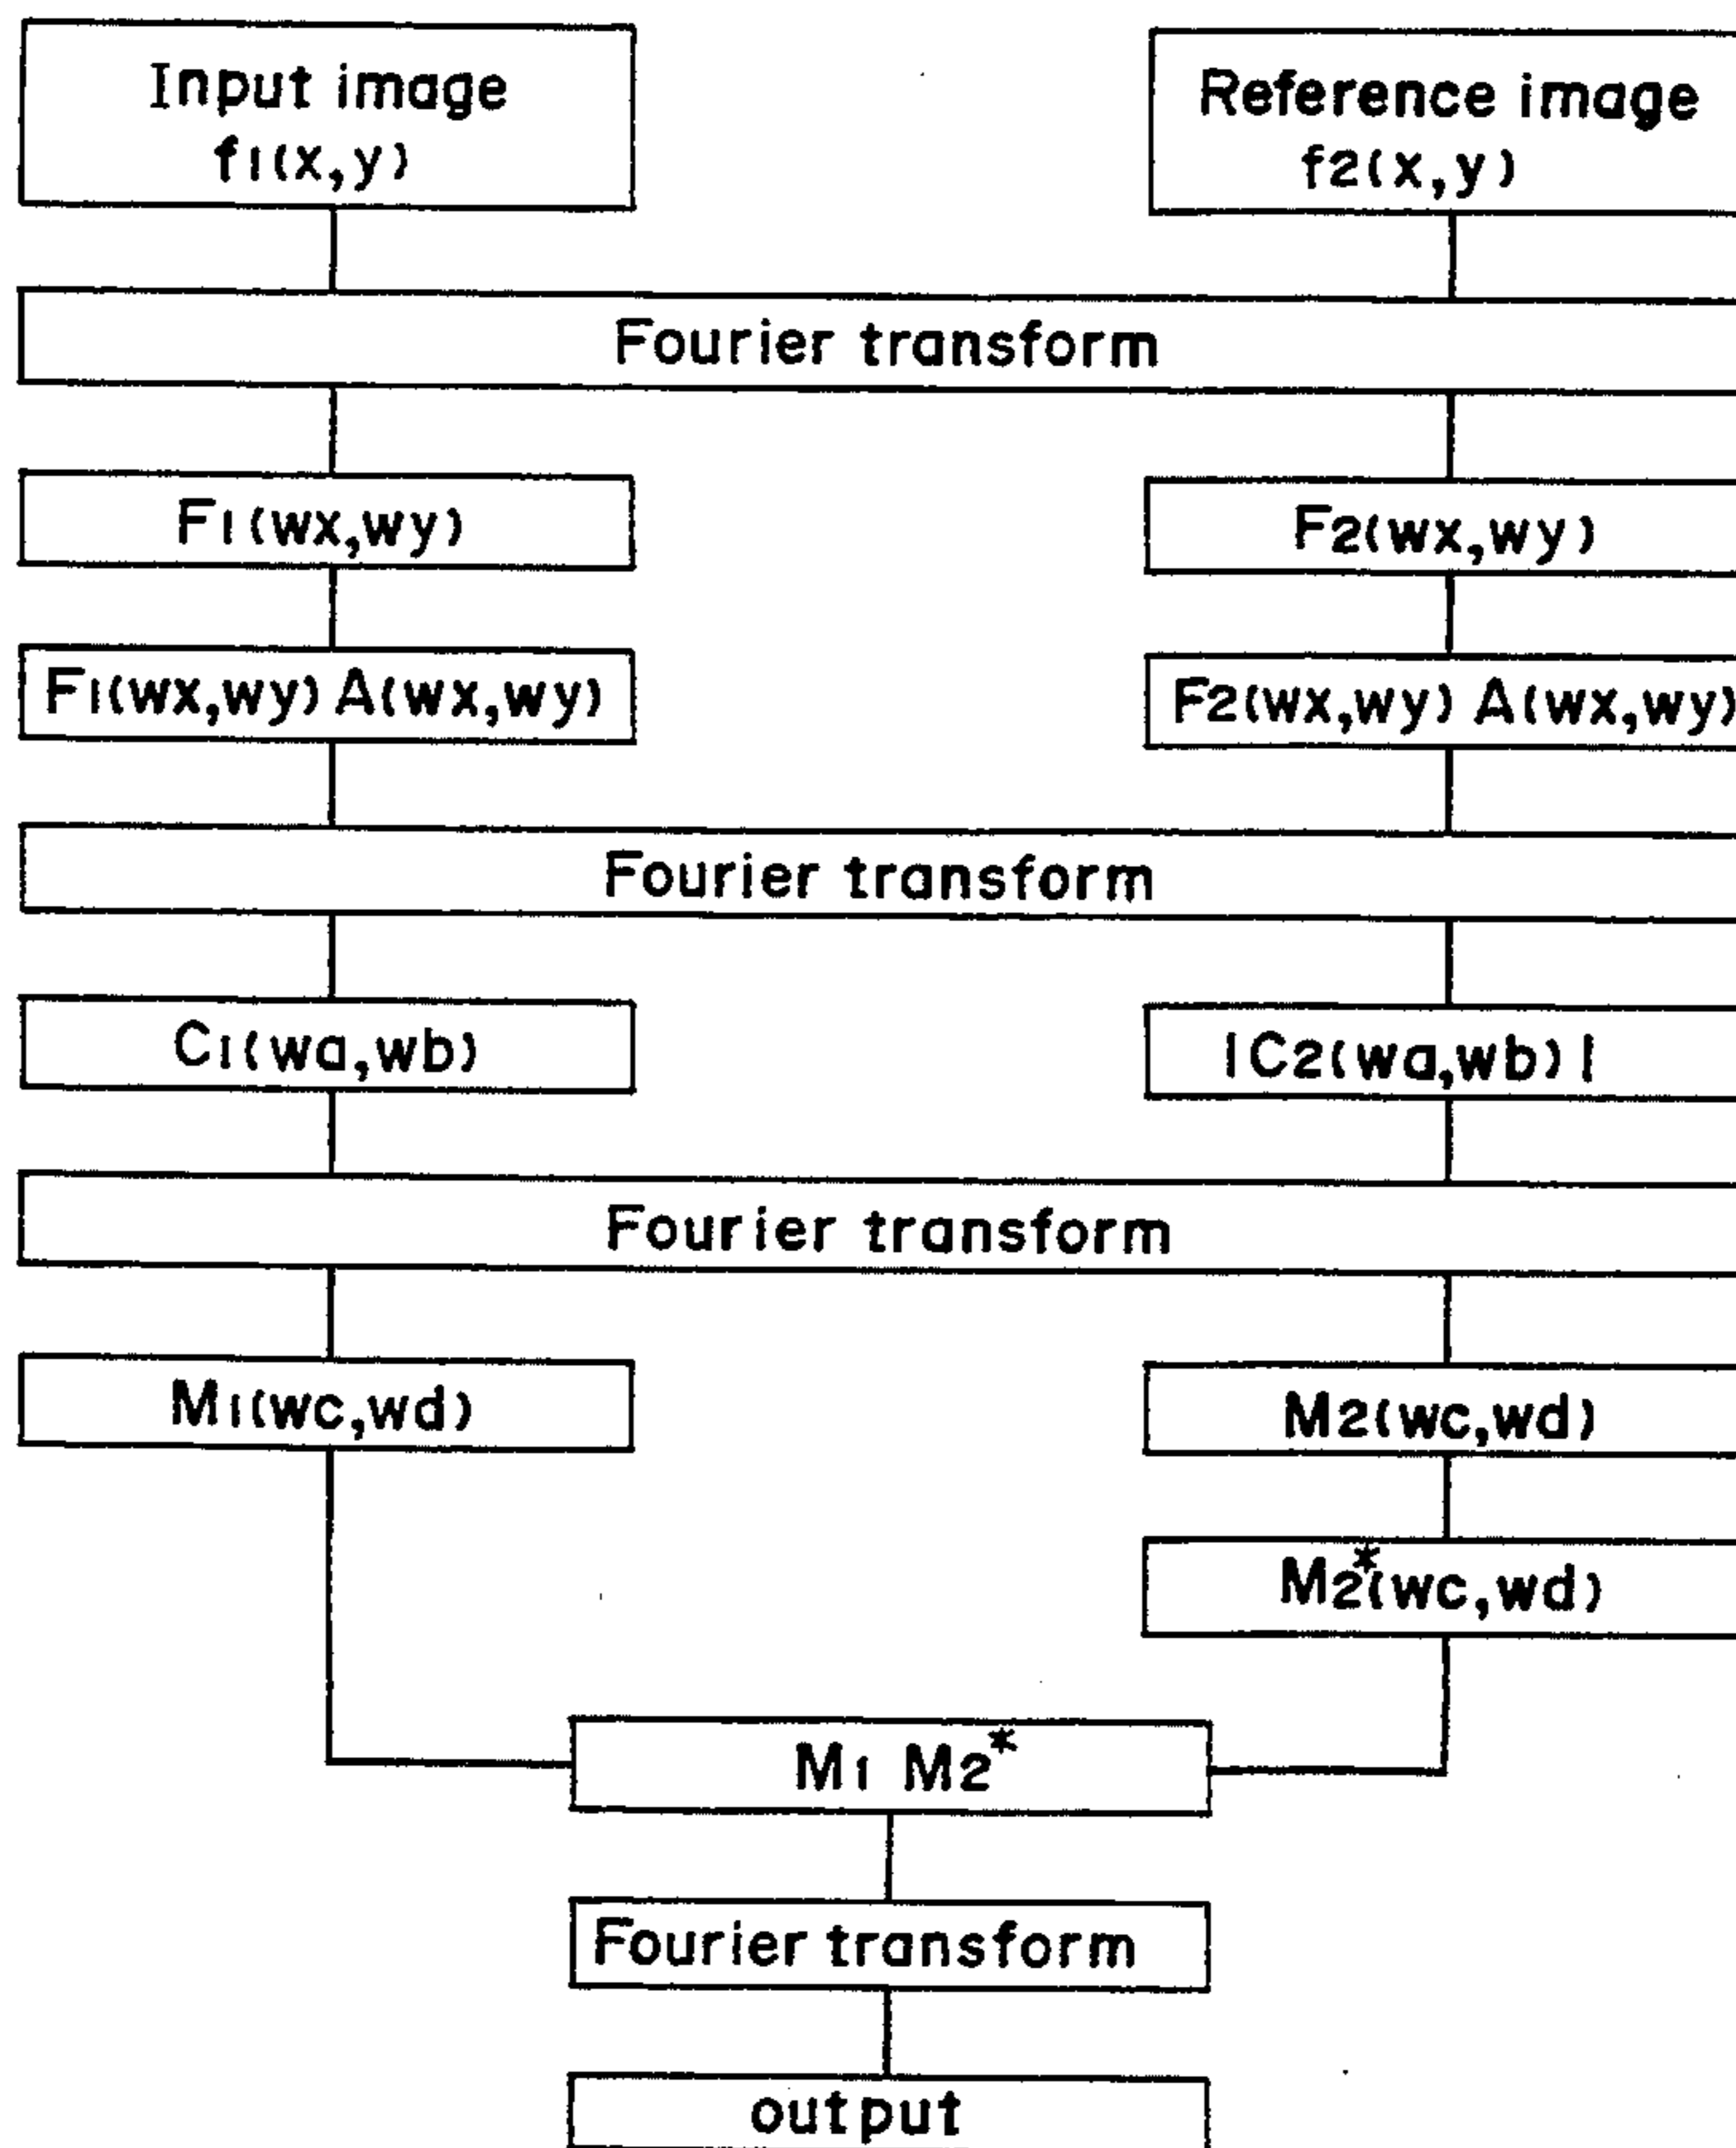 Input image
f1(x,y)
Reference image
f2(x,y)
Fourier transform
F1(wx,wy)
F2(wx,wy)
F1(wx,wy) A(wx,wy)
F2(wx,wy) A(wx,wy)
Fourier transform
C1(wa,wb)
|C2(wa,wb)|
Fourier transform
M1(wc,wd)
M2(wc,wd)
M2*(wc,wd)
M1 M2*
Fourier transform
output